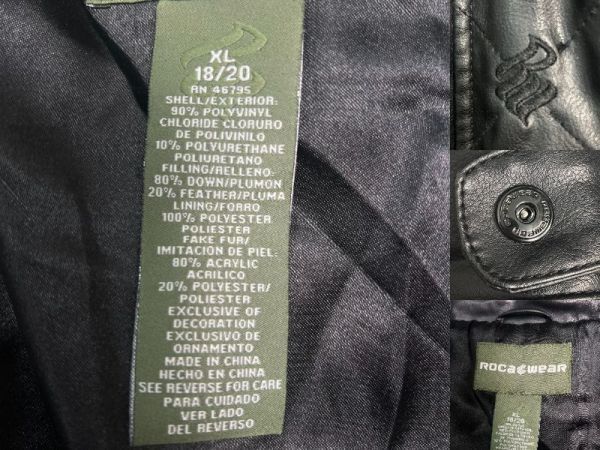 XL
18/20
RN 46795
SHELL/EXTERIOR:
90% POLYVINYL
CHLORIDE CLORURO
DE POLIVINILO
10% POLYURETHANE
POLIURETANO
FILLING/RELLENO:
80% DOWN/PLUMON
20% FEATHER/PLUMA
LINING/FORRO
100% POLYESTER
POLIESTER
FAKE FUR/
IMITACION DE PIEL:
80% ACRYLIC
ACRILICO
20% POLYESTER/
POLIESTER
EXCLUSIVE OF
DECORATION
EXCLUSIVO DE
ORNAMENTO
MADE IN CHINA
HECHO EN CHINA
SEE REVERSE FOR CARE
PARA CUIDADO
VER LADO
DEL REVERSO
ROCAWEAR
XL
18/20